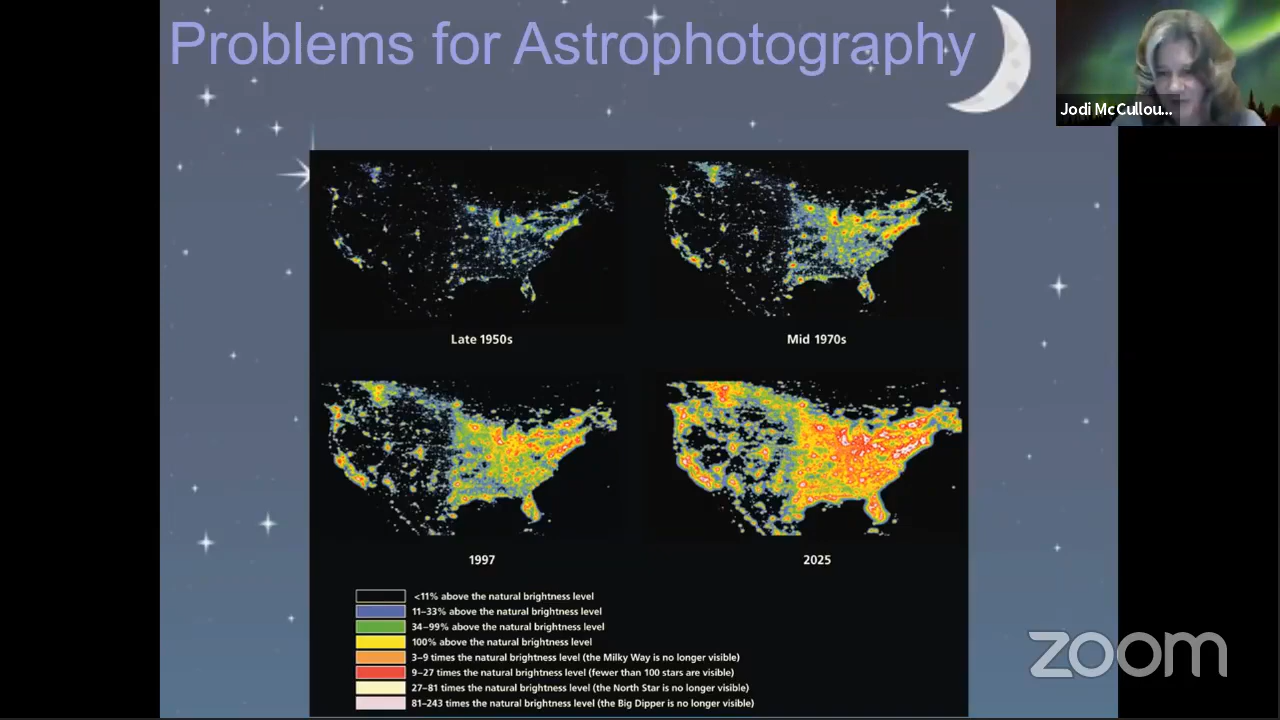 Problems for Astrophotography
Jodi McCullou...
Late 1950s
Mid 1970s
1997
2025
<11% above the natural brightness level
11–33% above the natural brightness level
34–99% above the natural brightness level
100% above the natural brightness level
3–9 times the natural brightness level (the Milky Way is no longer visible)
9–27 times the natural brightness level (fewer than 100 stars are visible)
27–81 times the natural brightness level (the North Star is no longer visible)
81–243 times the natural brightness level (the Big Dipper is no longer visible)
zoom